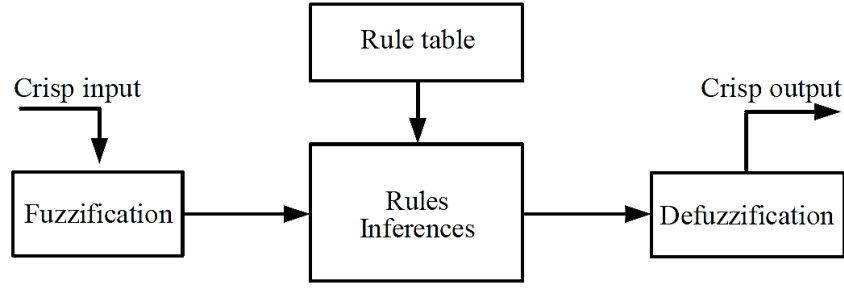 Rule table
Crisp input
Crisp output
Fuzzification
Rules
Inferences
Defuzzification